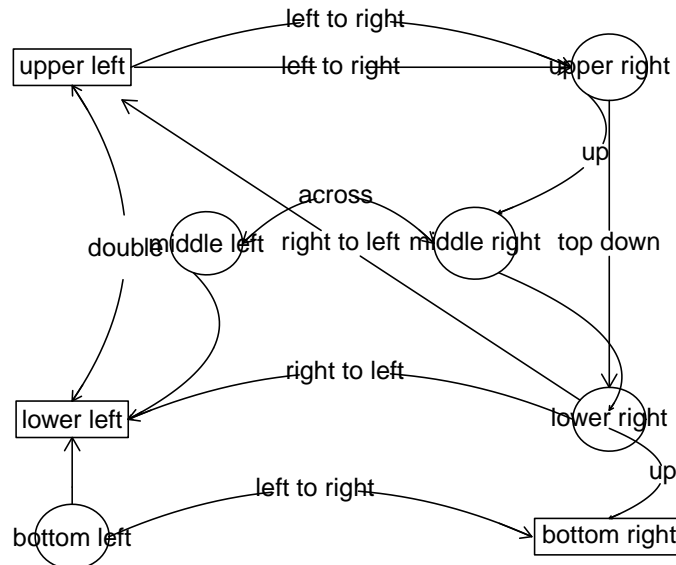 left to right
upper left
left to right
upper right
up
across
double
middle left
right to left
middle right
top down
right to left
lower left
lower right
up
left to right
bottom left
bottom right